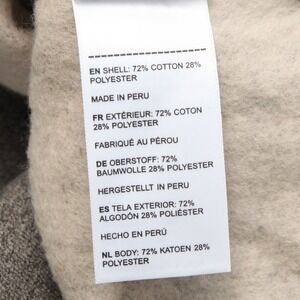 EN SHELL: 72% COTTON 28%
POLYESTER
MADE IN PERU
FR EXTÉRIEUR: 72% COTON
28% POLYESTER
FABRIQUÉ AU PÉROU
DE OBERSTOFF: 72%
BAUMWOLLE 28% POLYESTER
HERGESTELLT IN PERU
ES TELA EXTERIOR: 72%
ALGODÓN 28% POLIÉSTER
HECHO EN PERÚ
NL BODY: 72% KATOEN 28%
POLYESTER